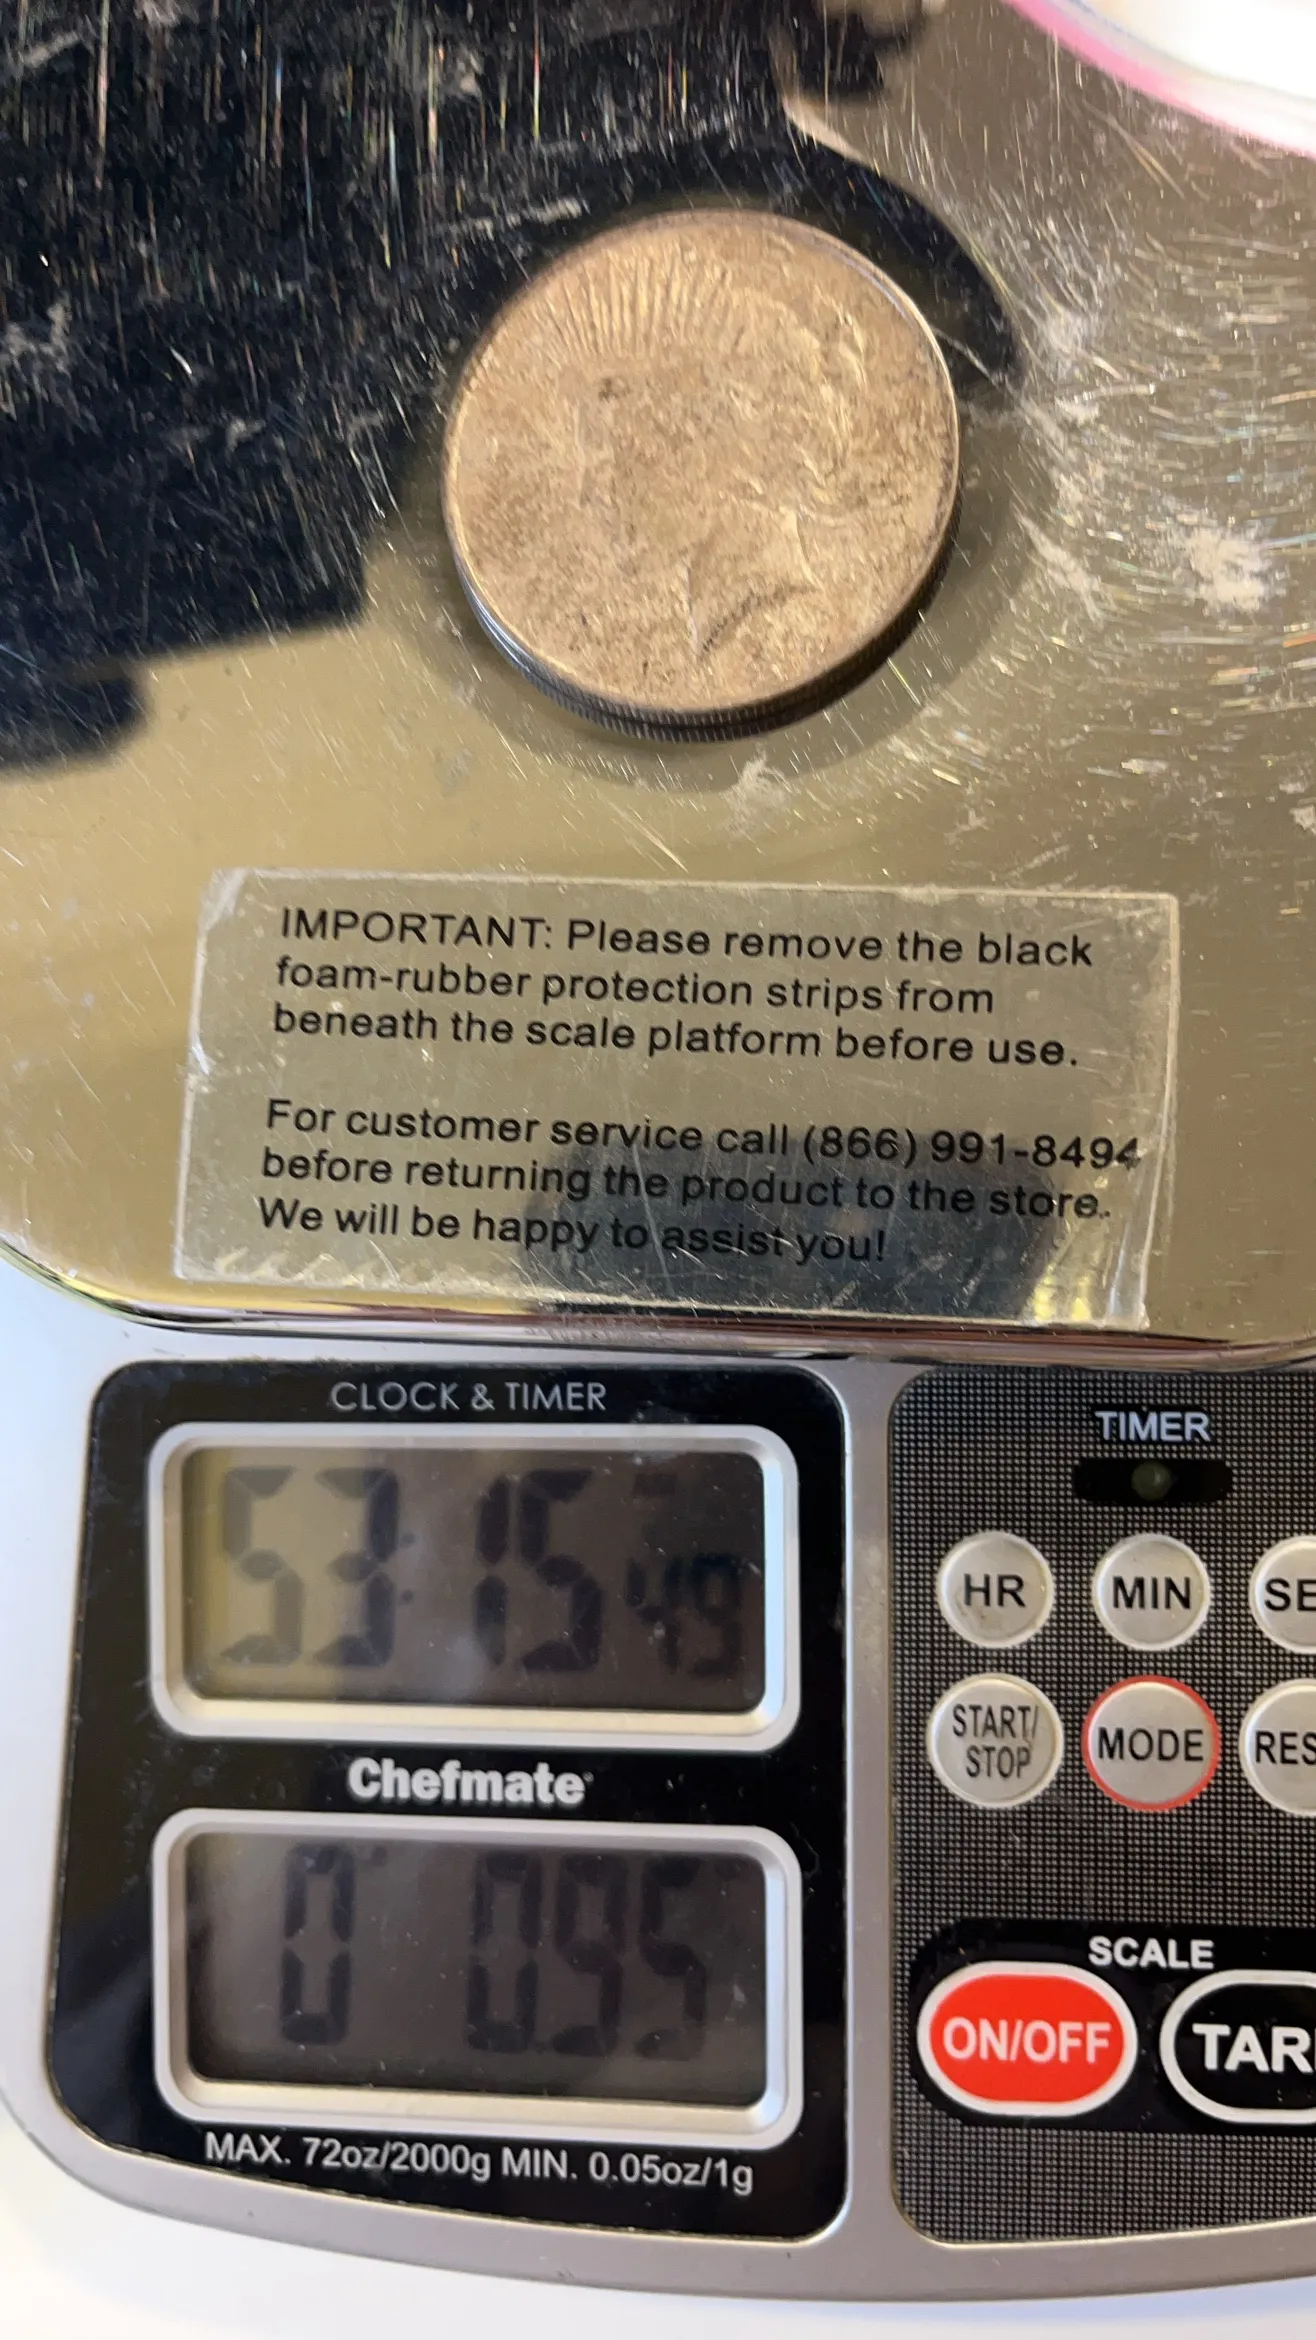 IMPORTANT: Please remove the black
foam-rubber protection strips from
beneath the scale platform before use.
For customer service call (866) 991-8494
before returning the product to the store.
We will be happy to assist you!
CLOCK & TIMER
53:15 49
Chefmate
0 0.95
MAX. 72oz/2000g MIN. 0.05oz/1g
TIMER
HR MIN SE
START/
STOP
MODE RES
SCALE
ON/OFF TAR